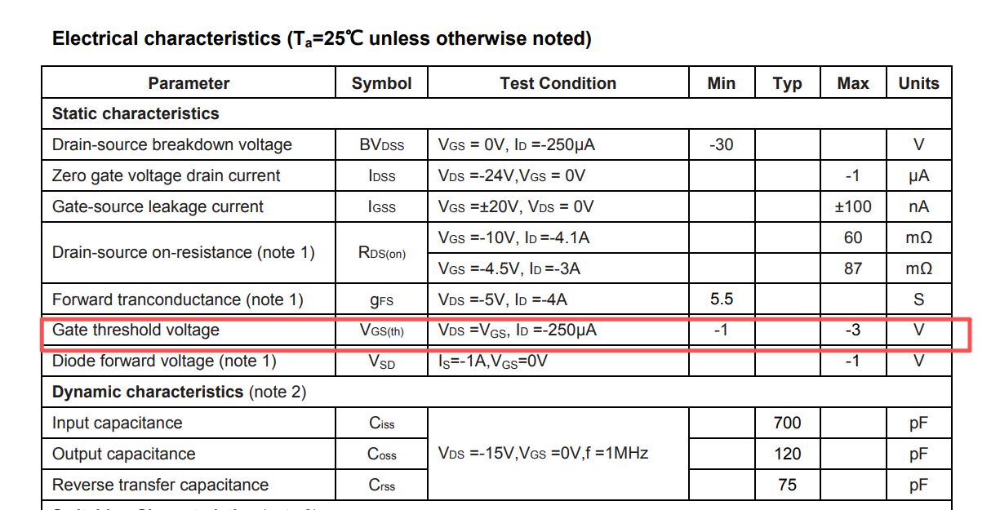 Electrical characteristics (Ta=25℃ unless otherwise noted)
Parameter Symbol Test Condition Min Typ Max Units
Static characteristics
Drain-source breakdown voltage BVDSS VGS = 0V, ID =-250µA -30 V
Zero gate voltage drain current IDSS VDS =-24V,VGS = 0V -1 µA
Gate-source leakage current IGSS VGS =±20V, VDS = 0V ±100 nA
Drain-source on-resistance (note 1) RDS(on) VGS =-10V, ID =-4.1A 60 mΩ
VGS =-4.5V, ID =-3A 87 mΩ
Forward tranconductance (note 1) gFS VDS =-5V, ID =-4A 5.5 S
Gate threshold voltage VGS(th) VDS =VGS, ID =-250µA -1 -3 V
Diode forward voltage (note 1) VSD IS=-1A,VGS=0V -1 V
Dynamic characteristics (note 2)
Input capacitance Ciss VDS =-15V,VGS =0V,f =1MHz 700 pF
Output capacitance Coss 120 pF
Reverse transfer capacitance Crss 75 pF